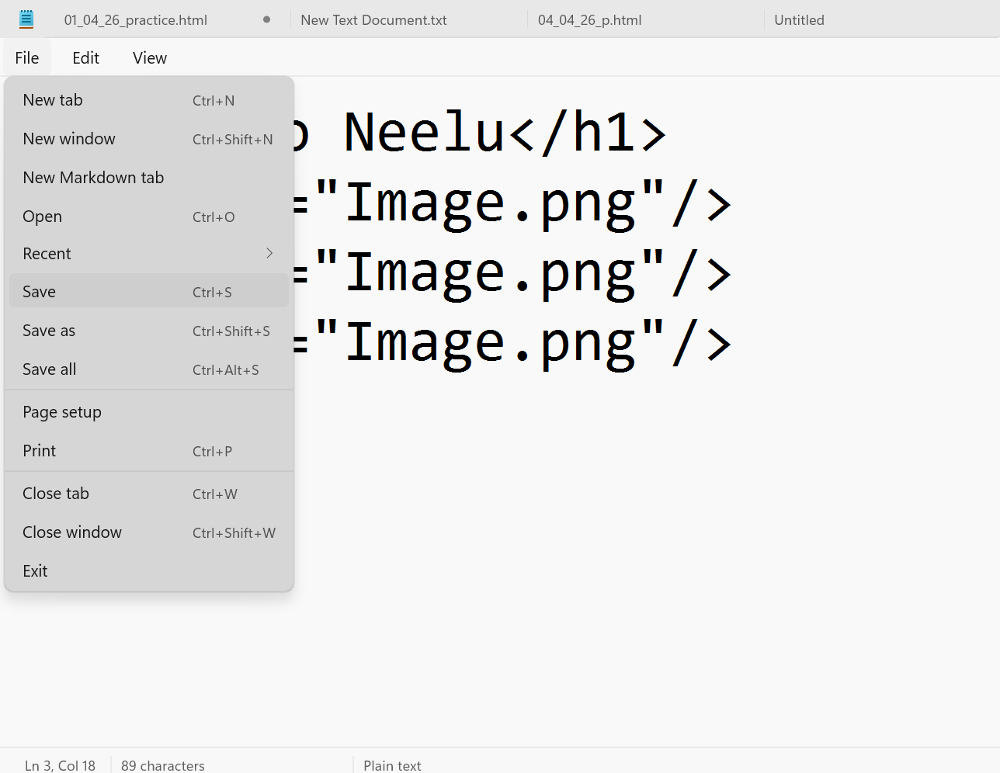 01_04_26_practice.html New Text Document.txt 04_04_26_p.html Untitled
File Edit View
New tab Ctrl+N
New window Ctrl+Shift+N
New Markdown tab
Open Ctrl+O
Recent
Save Ctrl+S
Save as Ctrl+Shift+S
Save all Ctrl+Alt+S
Page setup
Print Ctrl+P
Close tab Ctrl+W
Close window Ctrl+Shift+W
Exit
Neelu</h1>
="Image.png"/>
="Image.png"/>
="Image.png"/>
Ln 3, Col 18 89 characters Plain text